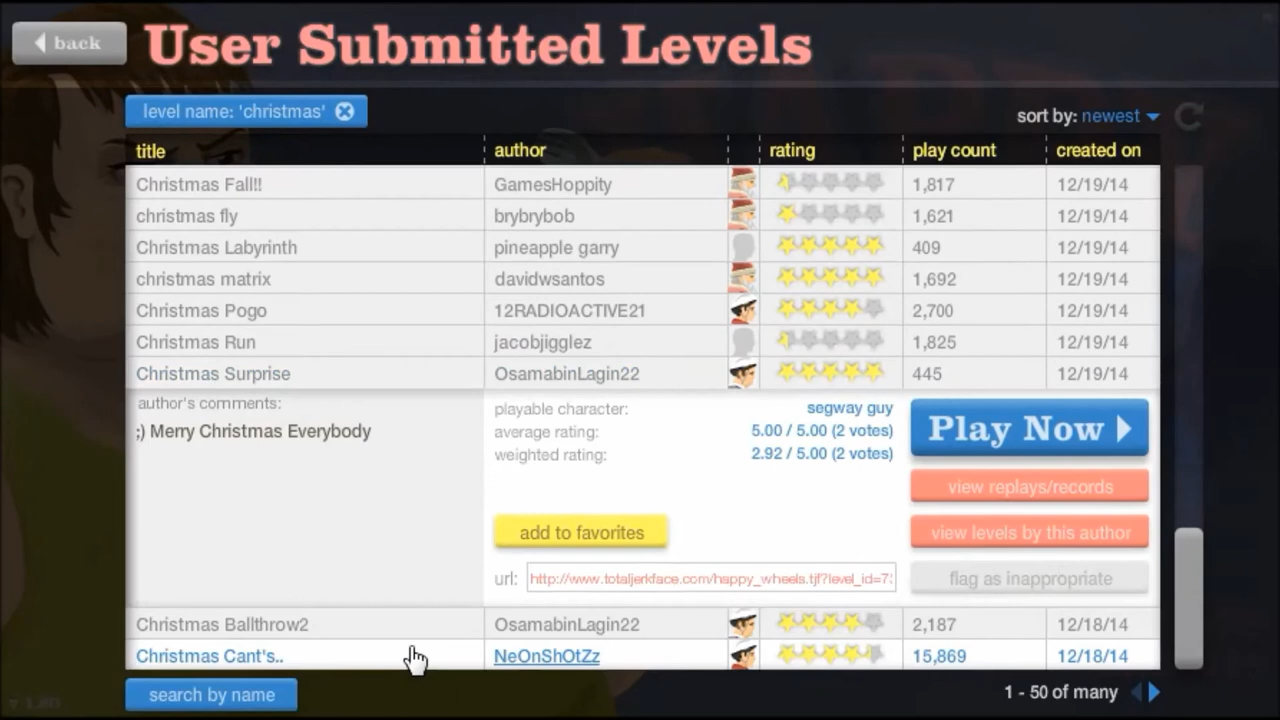 back
User Submitted Levels
level name: 'christmas'
sort by: newest
title author rating play count created on
Christmas Fall!! GamesHoppity 1,817 12/19/14
christmas fly brybrybob 1,621 12/19/14
Christmas Labyrinth pineapple garry 409 12/19/14
christmas matrix davidwsantos 1,692 12/19/14
Christmas Pogo 12RADIOACTIVE21 2,700 12/19/14
Christmas Run jacobjigglez 1,825 12/19/14
Christmas Surprise OsamabinLagin22 445 12/19/14
author's comments:
;) Merry Christmas Everybody
playable character: segway guy
average rating: 5.00 / 5.00 (2 votes)
weighted rating: 2.92 / 5.00 (2 votes)
add to favorites
url: http://www.totaljerkface.com/happy_wheels.tjf?level_id=7
Play Now
view replays/records
view levels by this author
flag as inappropriate
Christmas Ballthrow2 OsamabinLagin22 2,187 12/18/14
Christmas Cant's.. NeOnShOtZz 15,869 12/18/14
search by name
1 - 50 of many